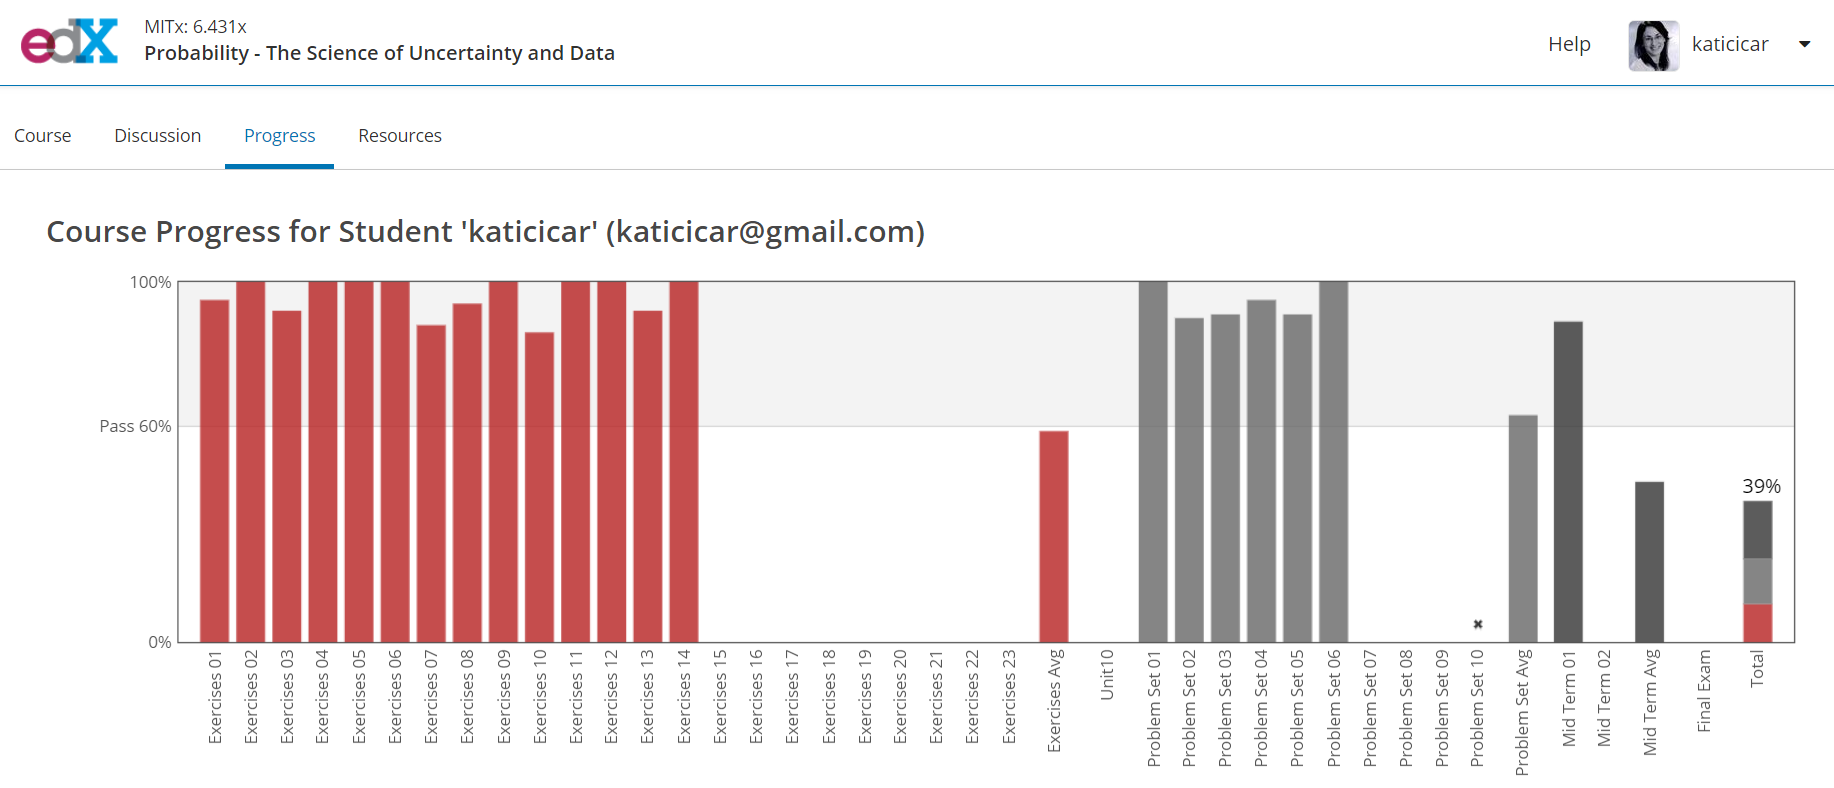 edX
MITx: 6.431x
Probability - The Science of Uncertainty and Data
Help
katicicar
Course
Discussion
Progress
Resources
Course Progress for Student 'katicicar' (katicicar@gmail.com)
100%
Pass 60%
0%
39%
Exercises 01
Exercises 02
Exercises 03
Exercises 04
Exercises 05
Exercises 06
Exercises 07
Exercises 08
Exercises 09
Exercises 10
Exercises 11
Exercises 12
Exercises 13
Exercises 14
Exercises 15
Exercises 16
Exercises 17
Exercises 18
Exercises 19
Exercises 20
Exercises 21
Exercises 22
Exercises 23
Exercises Avg
Unit10
Problem Set 01
Problem Set 02
Problem Set 03
Problem Set 04
Problem Set 05
Problem Set 06
Problem Set 07
Problem Set 08
Problem Set 09
Problem Set 10
Problem Set Avg
Mid Term 01
Mid Term 02
Mid Term Avg
Final Exam
Total